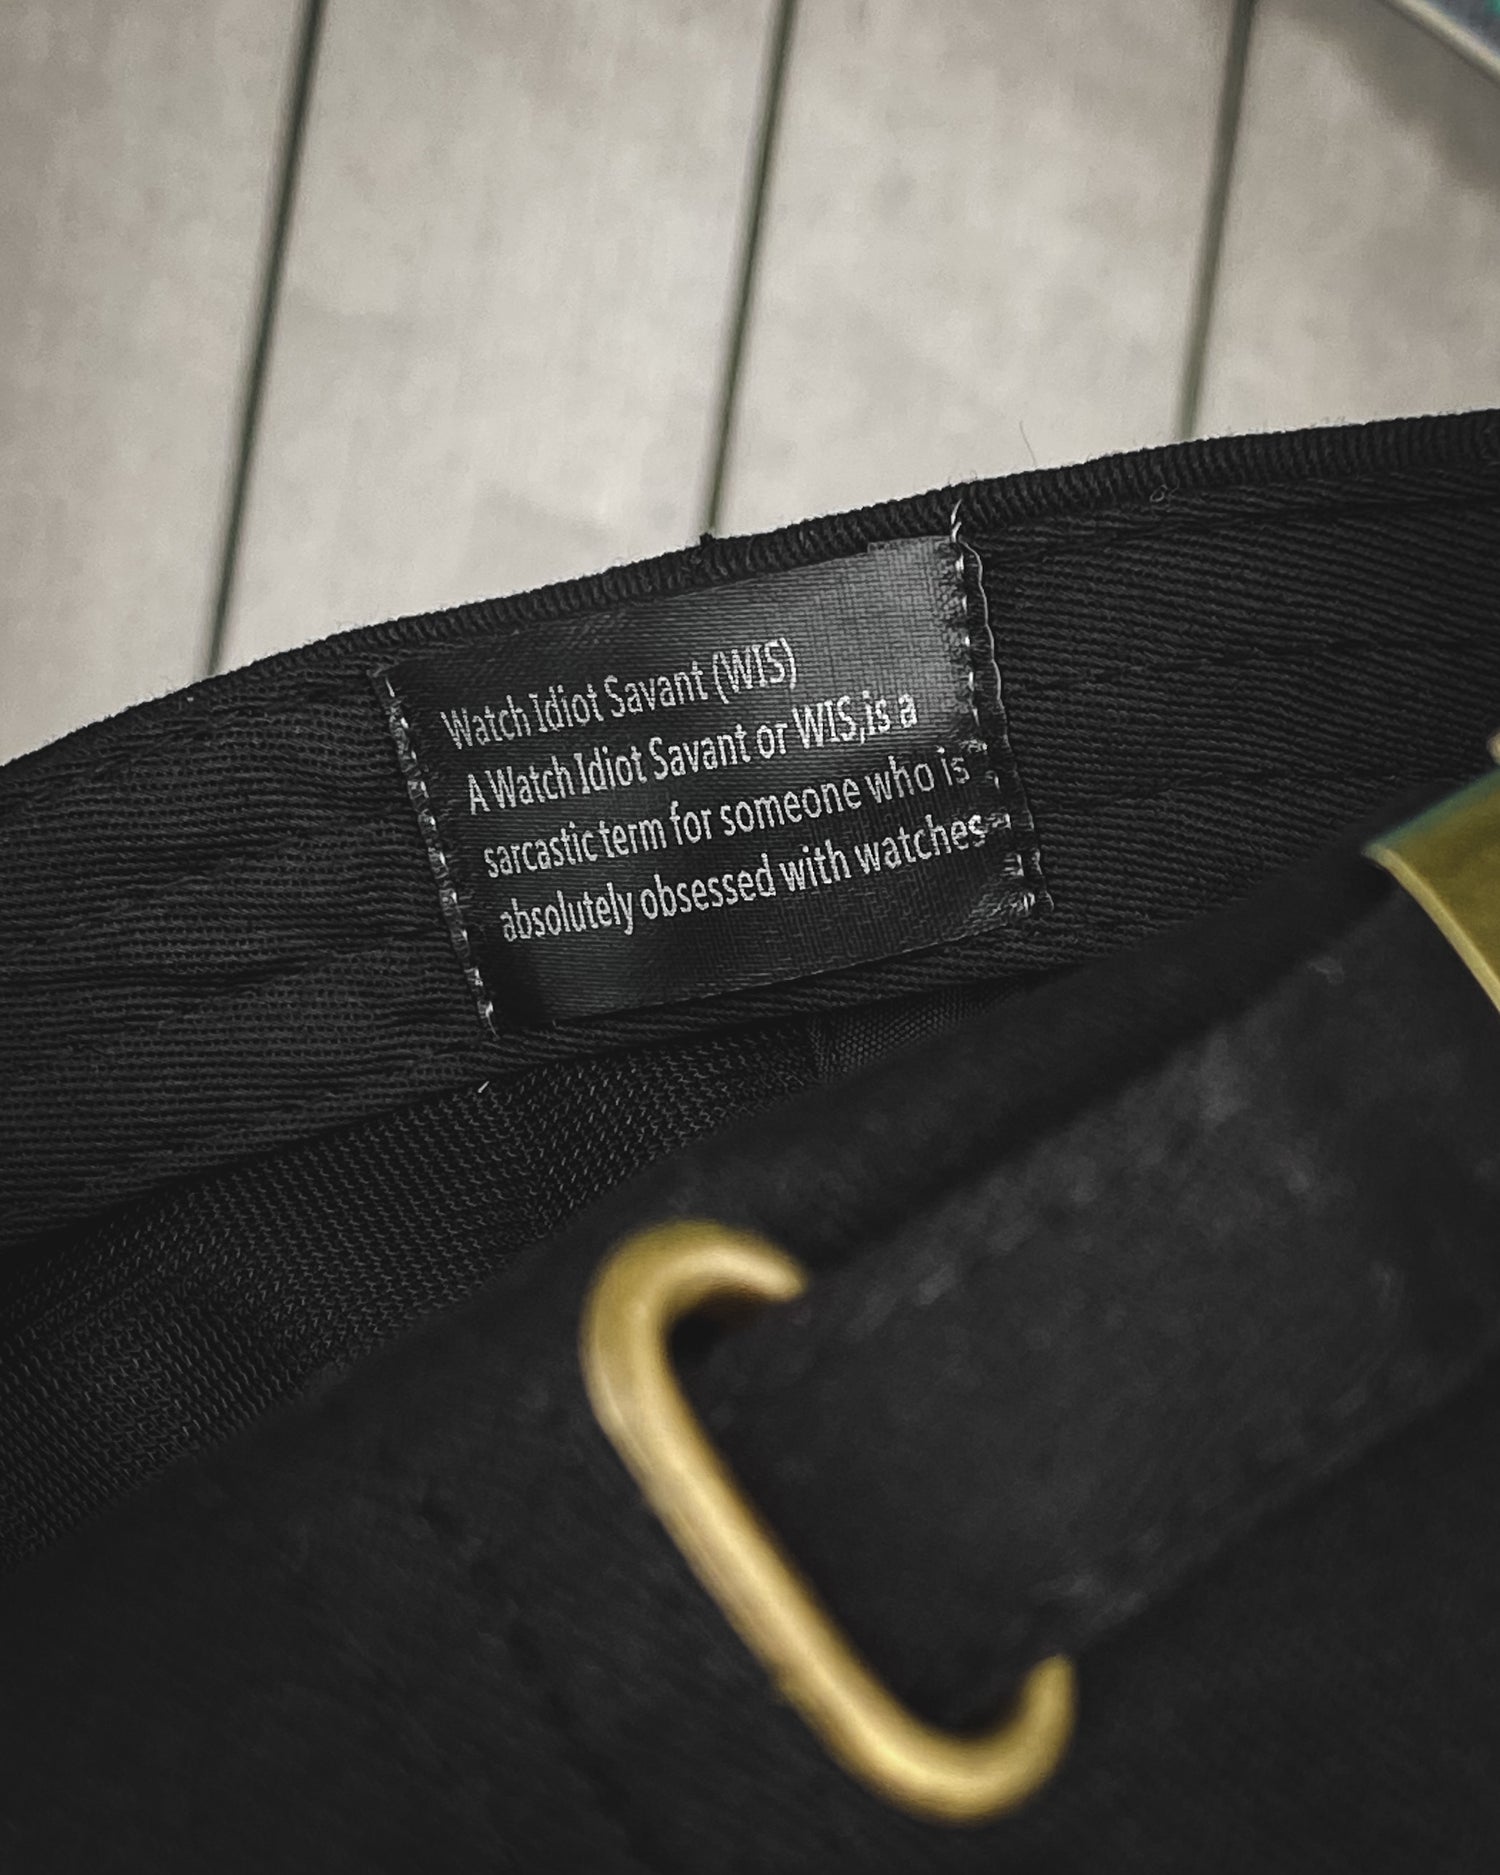 Watch Idiot Savant (WIS)
A Watch Idiot Savant or WIS,is a
sarcastic term for someone who is
absolutely obsessed with watches